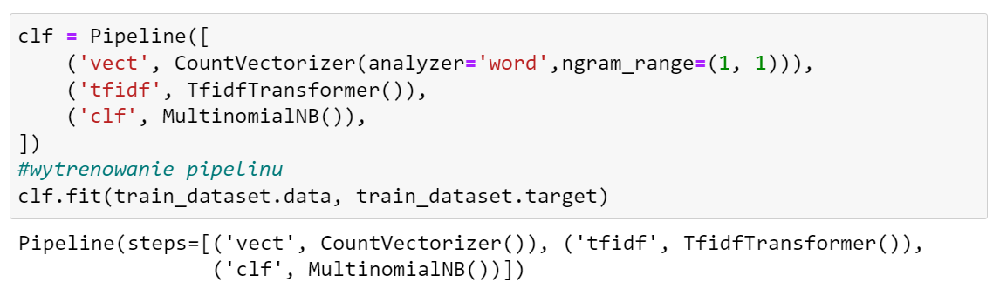 clf = Pipeline([
    ('vect', CountVectorizer(analyzer='word',ngram_range=(1, 1))),
    ('tfidf', TfidfTransformer()),
    ('clf', MultinomialNB()),
])
#wytrenowanie pipelinu
clf.fit(train_dataset.data, train_dataset.target)
Pipeline(steps=[('vect', CountVectorizer()), ('tfidf', TfidfTransformer()),
                ('clf', MultinomialNB())])